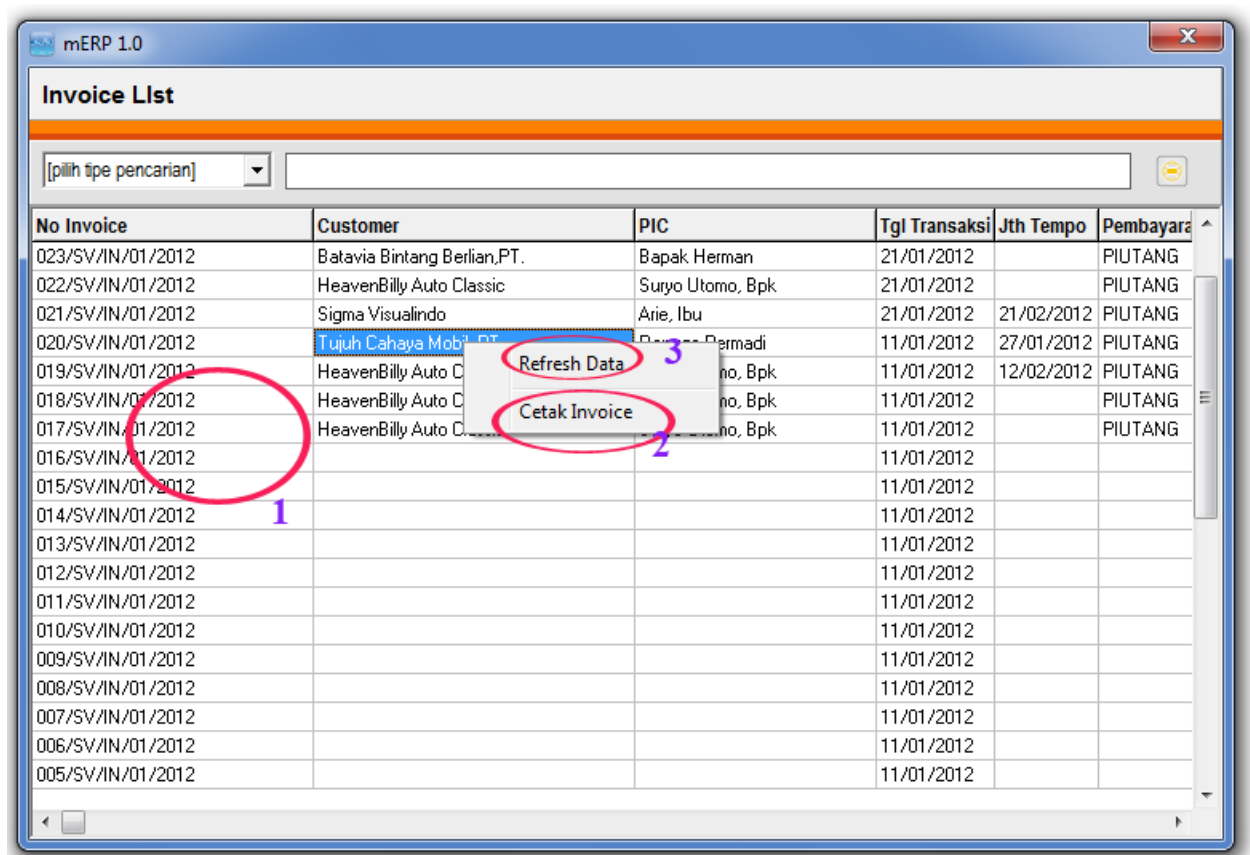 mERP 1.0
Invoice LIst
[pilih tipe pencarian]
No Invoice Customer PIC Tgl Transaksi Jth Tempo Pembayara
023/SV/IN/01/2012 Batavia Bintang Berlian,PT. Bapak Herman 21/01/2012 PIUTANG
022/SV/IN/01/2012 HeavenBilly Auto Classic Suryo Utomo, Bpk 21/01/2012 PIUTANG
021/SV/IN/01/2012 Sigma Visualindo Arie, Ibu 21/01/2012 21/02/2012 PIUTANG
020/SV/IN/01/2012 Tujuh Cahaya Mobil, PT. Permadi 11/01/2012 27/01/2012 PIUTANG
Refresh Data 3
019/SV/IN/01/2012 HeavenBilly Auto C mo, Bpk 11/01/2012 12/02/2012 PIUTANG
018/SV/IN/01/2012 HeavenBilly Auto C mo, Bpk 11/01/2012 PIUTANG
Cetak Invoice
017/SV/IN/01/2012 HeavenBilly Auto mo, Bpk 11/01/2012 PIUTANG
2
016/SV/IN/01/2012 11/01/2012
015/SV/IN/01/2012 11/01/2012
1
014/SV/IN/01/2012 11/01/2012
013/SV/IN/01/2012 11/01/2012
012/SV/IN/01/2012 11/01/2012
011/SV/IN/01/2012 11/01/2012
010/SV/IN/01/2012 11/01/2012
009/SV/IN/01/2012 11/01/2012
008/SV/IN/01/2012 11/01/2012
007/SV/IN/01/2012 11/01/2012
006/SV/IN/01/2012 11/01/2012
005/SV/IN/01/2012 11/01/2012